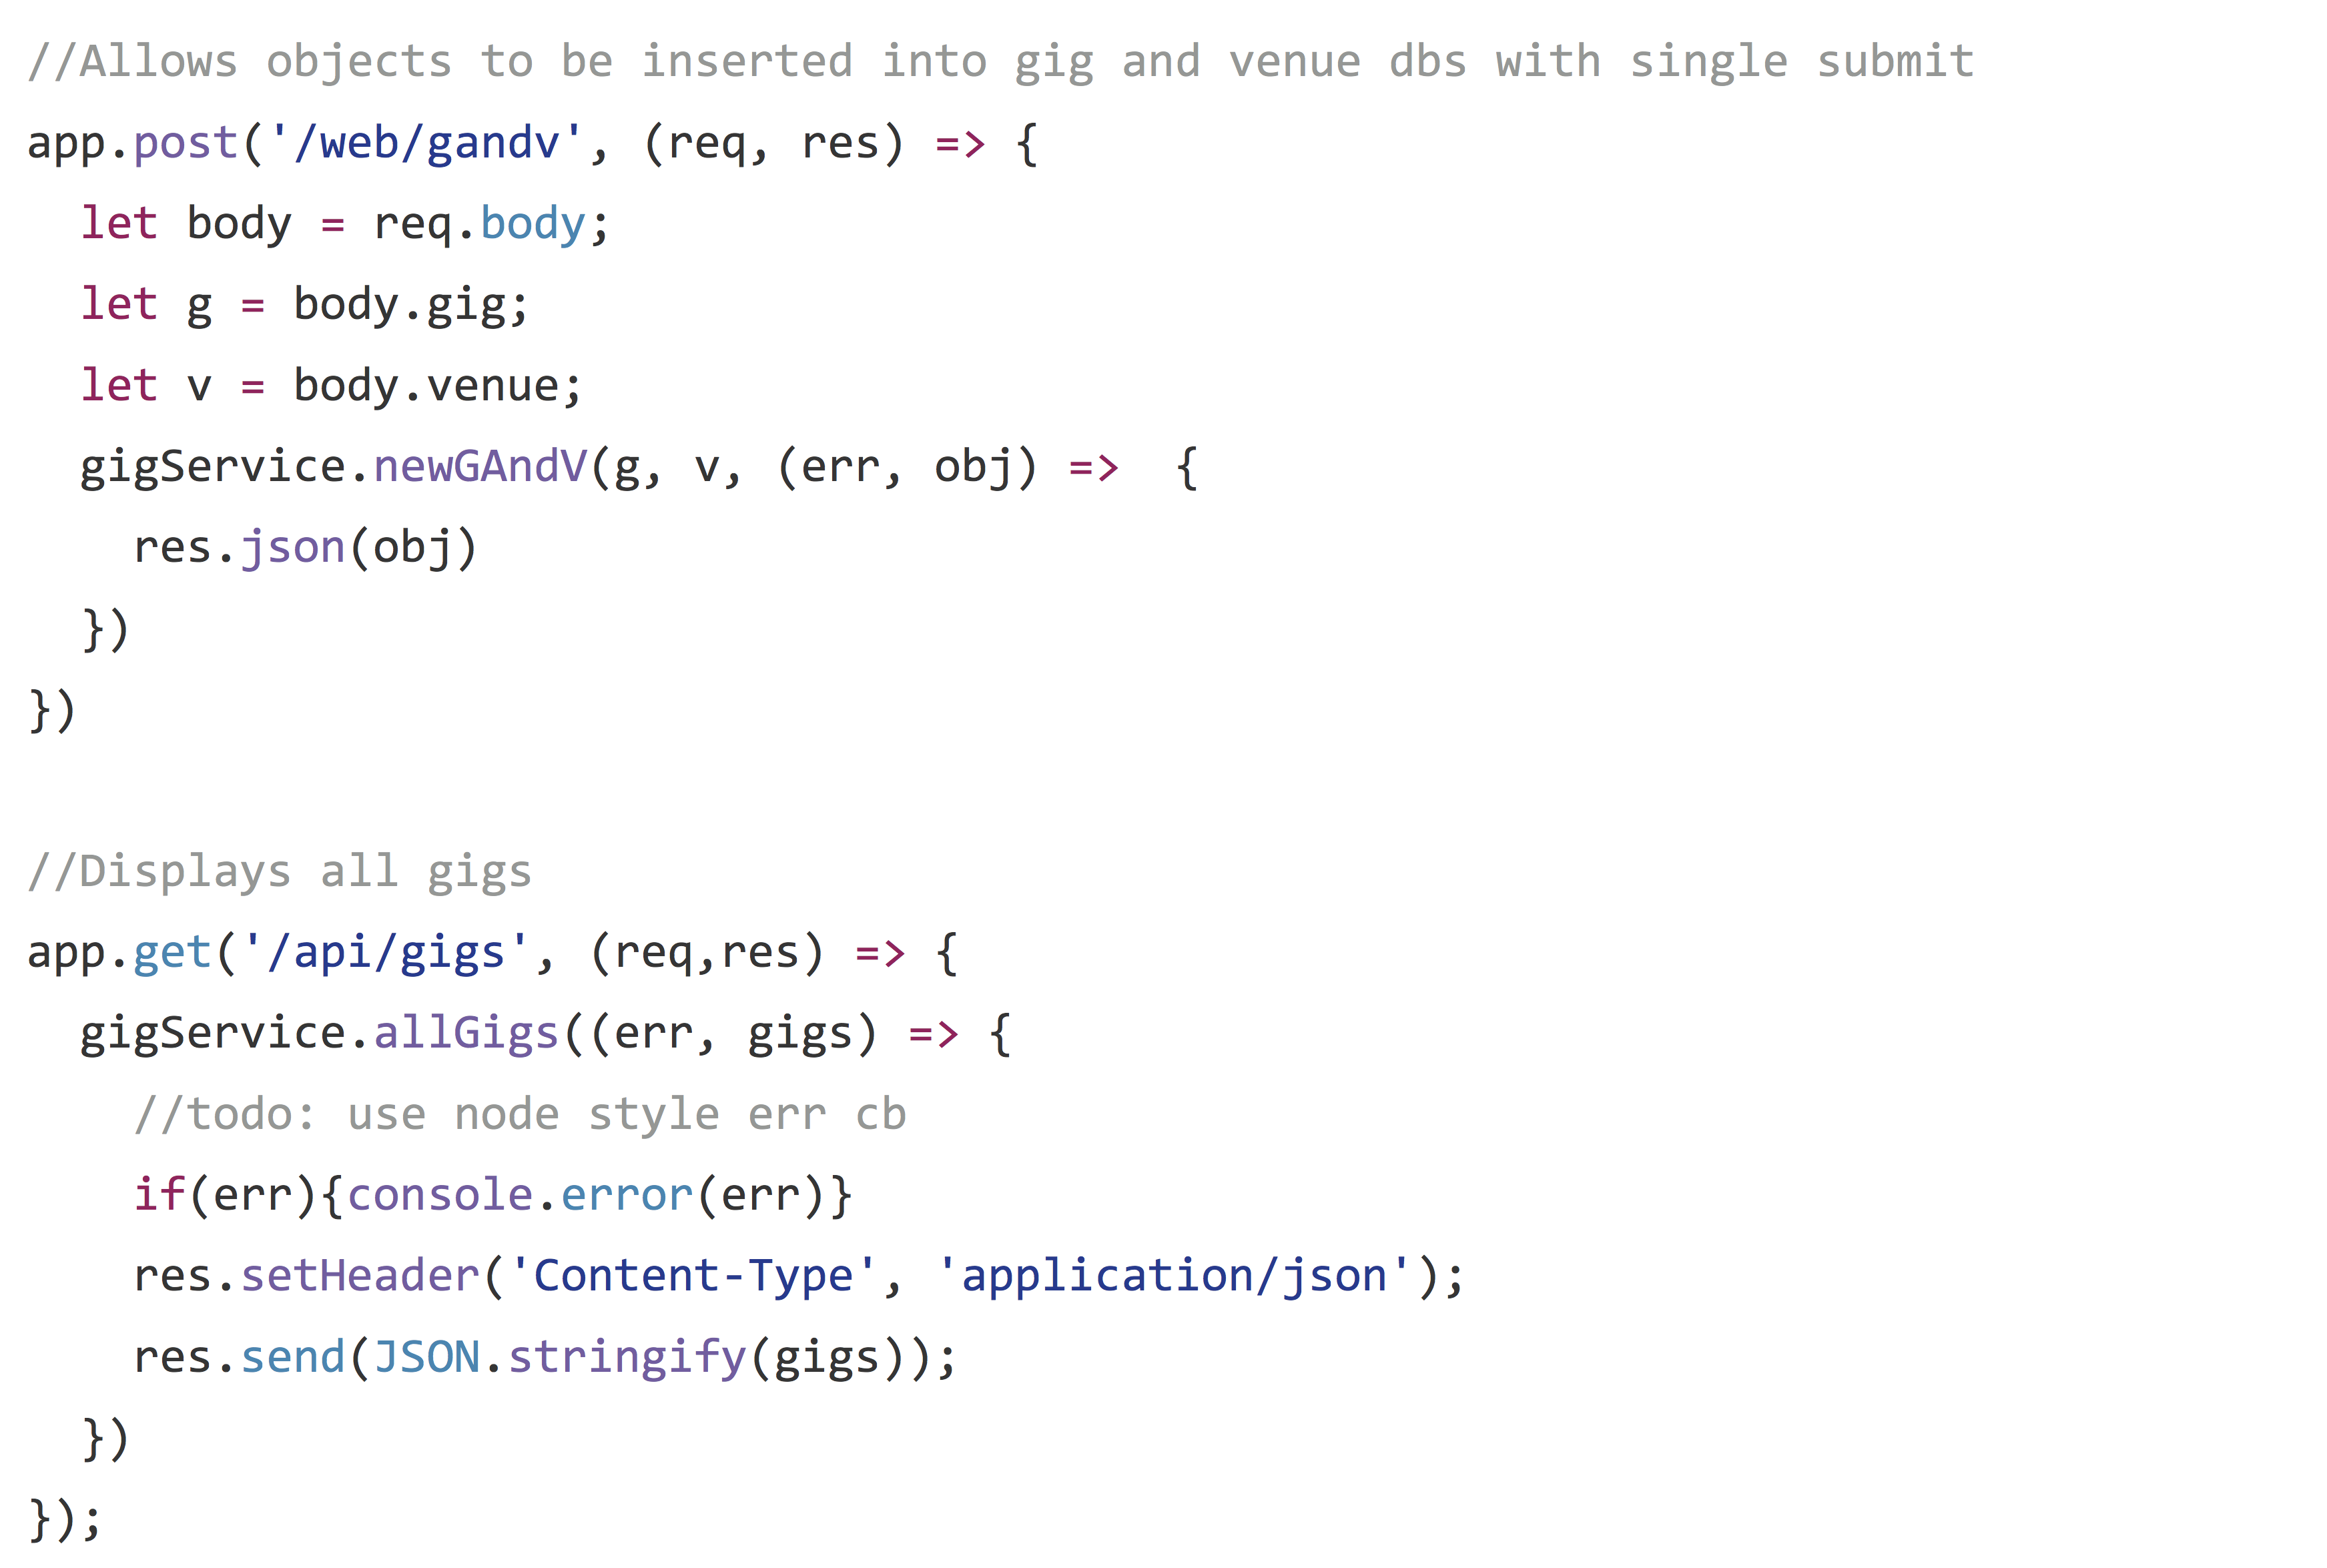 //Allows objects to be inserted into gig and venue dbs with single submit
app.post('/web/gandv', (req, res) => {
  let body = req.body;
  let g = body.gig;
  let v = body.venue;
  gigService.newGAndV(g, v, (err, obj) =>  {
    res.json(obj)
  })
})

//Displays all gigs
app.get('/api/gigs', (req,res) => {
  gigService.allGigs((err, gigs) => {
    //todo: use node style err cb
    if(err){console.error(err)}
    res.setHeader('Content-Type', 'application/json');
    res.send(JSON.stringify(gigs));
  })
});